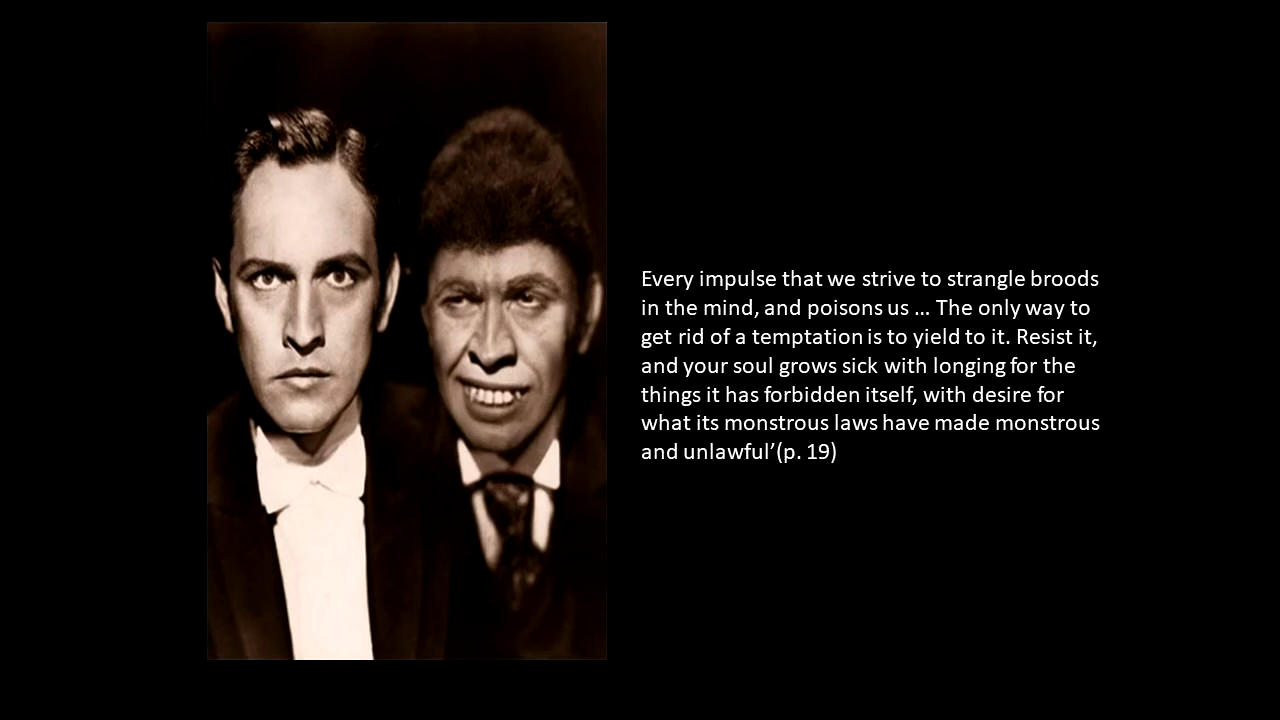 Every impulse that we strive to strangle broods
in the mind, and poisons us … The only way to
get rid of a temptation is to yield to it. Resist it,
and your soul grows sick with longing for the
things it has forbidden itself, with desire for
what its monstrous laws have made monstrous
and unlawful’(p. 19)